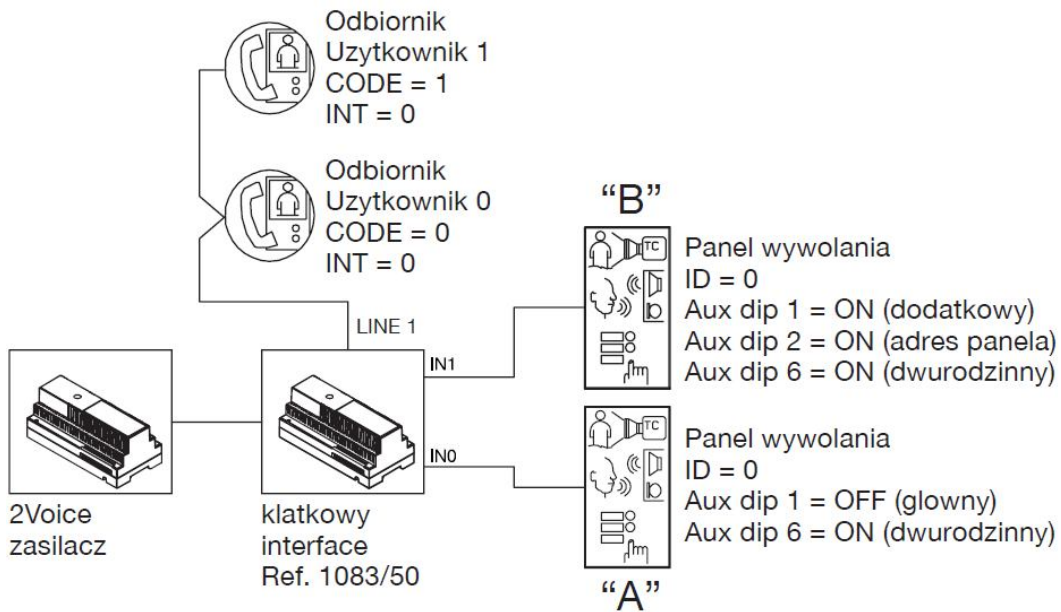 Odbiornik
Uzytkownik 1
CODE = 1
INT = 0
Odbiornik
Uzytkownik 0
CODE = 0
INT = 0
LINE 1
2Voice
zasilacz
klatkowy
interface
Ref. 1083/50
IN1
IN0
“B”
TC
Panel wywolania
ID = 0
Aux dip 1 = ON (dodatkowy)
Aux dip 2 = ON (adres panela)
Aux dip 6 = ON (dwurodzinny)
TC
Panel wywolania
ID = 0
Aux dip 1 = OFF (glowny)
Aux dip 6 = ON (dwurodzinny)
“A”